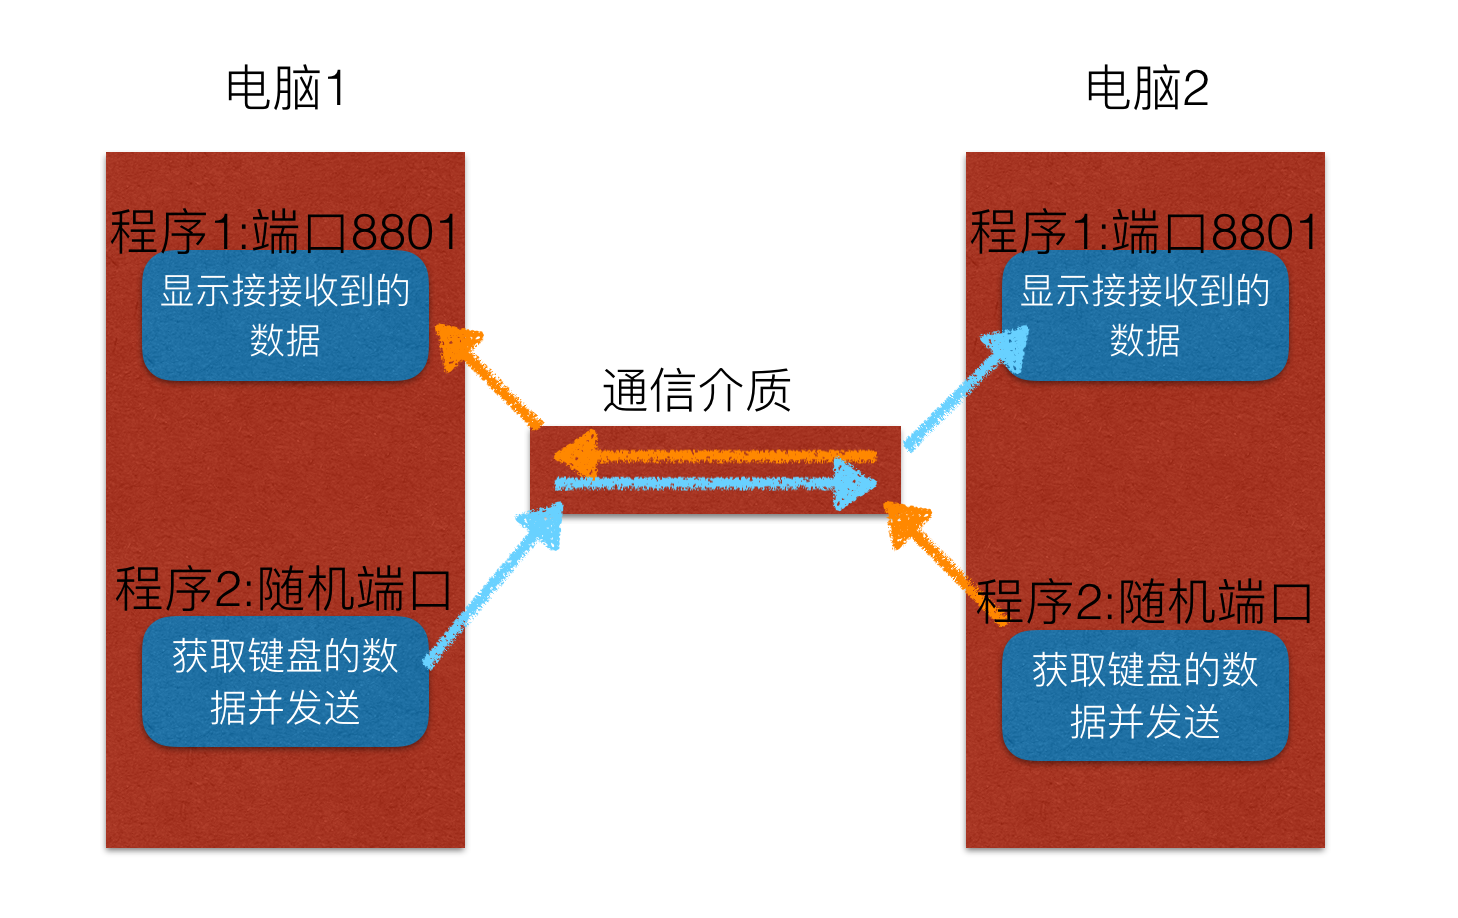 电脑1
电脑2
程序1:端口8801
显示接接收到的
数据
程序1:端口8801
显示接接收到的
数据
通信介质
程序2:随机端口
获取键盘的数
据并发送
程序2:随机端口
获取键盘的数
据并发送